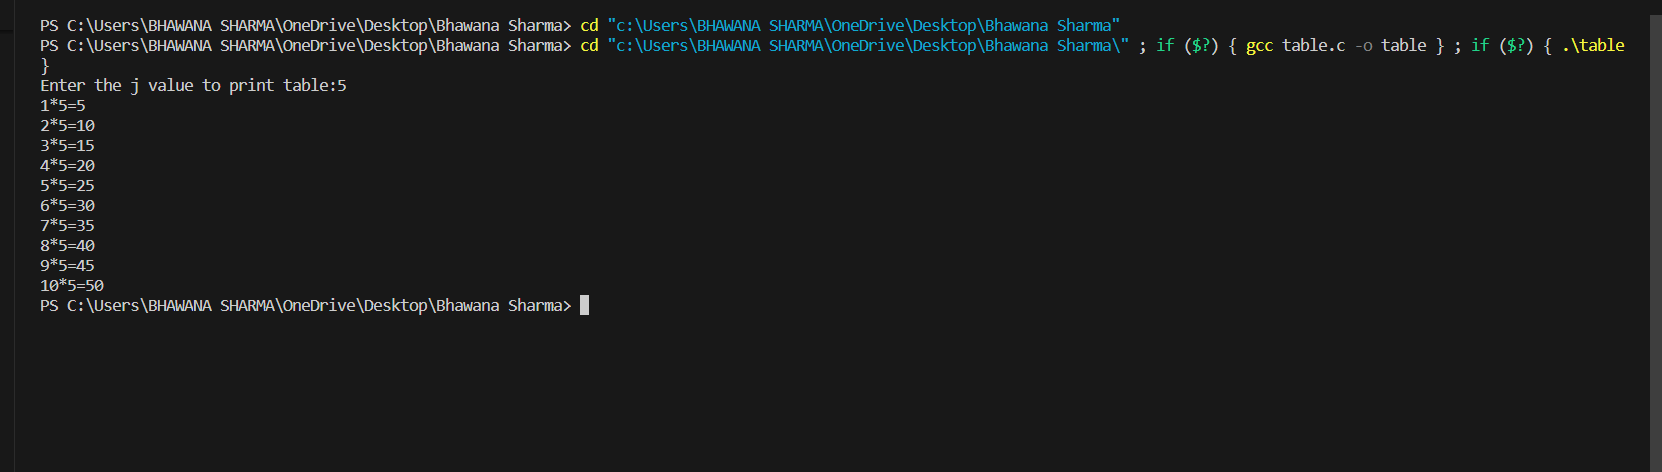 PS C:\Users\BHAWANA SHARMA\OneDrive\Desktop\Bhawana Sharma> cd "c:\Users\BHAWANA SHARMA\OneDrive\Desktop\Bhawana Sharma"
PS C:\Users\BHAWANA SHARMA\OneDrive\Desktop\Bhawana Sharma> cd "c:\Users\BHAWANA SHARMA\OneDrive\Desktop\Bhawana Sharma\" ; if ($?) { gcc table.c -o table } ; if ($?) { .\table
}
Enter the j value to print table:5
1*5=5
2*5=10
3*5=15
4*5=20
5*5=25
6*5=30
7*5=35
8*5=40
9*5=45
10*5=50
PS C:\Users\BHAWANA SHARMA\OneDrive\Desktop\Bhawana Sharma>